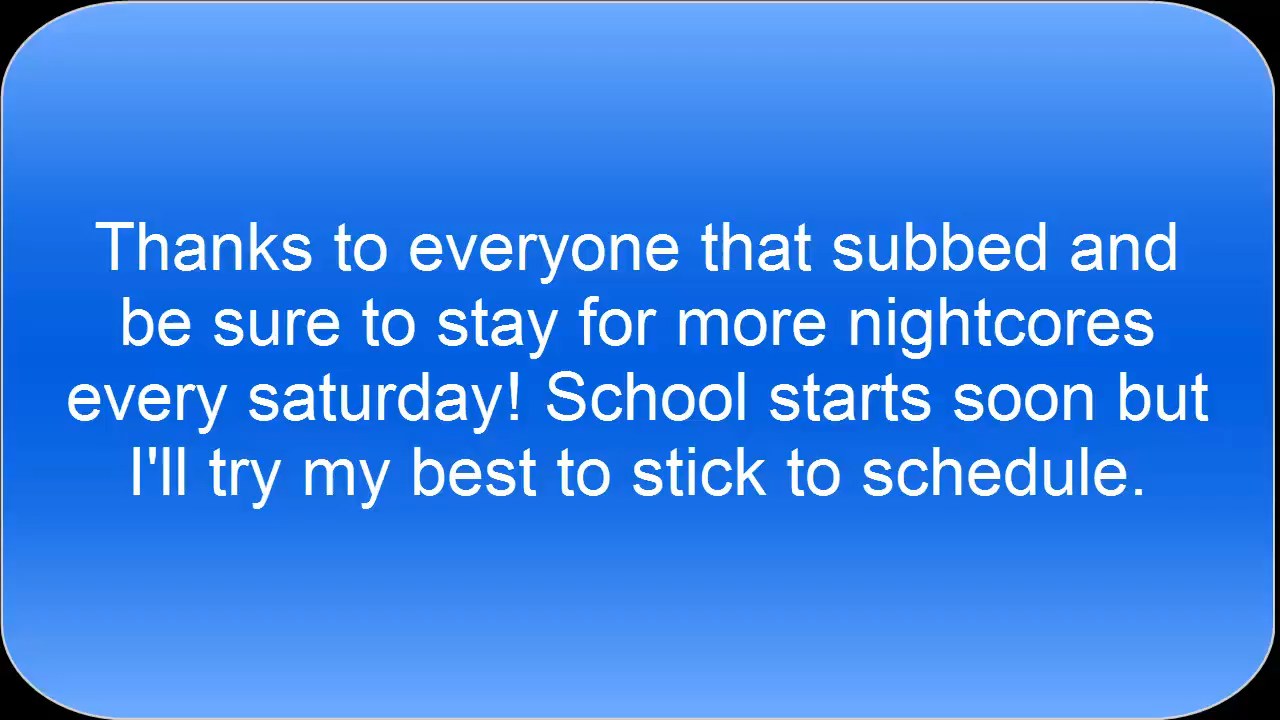 Thanks to everyone that subbed and
be sure to stay for more nightcores
every saturday! School starts soon but
I'll try my best to stick to schedule.